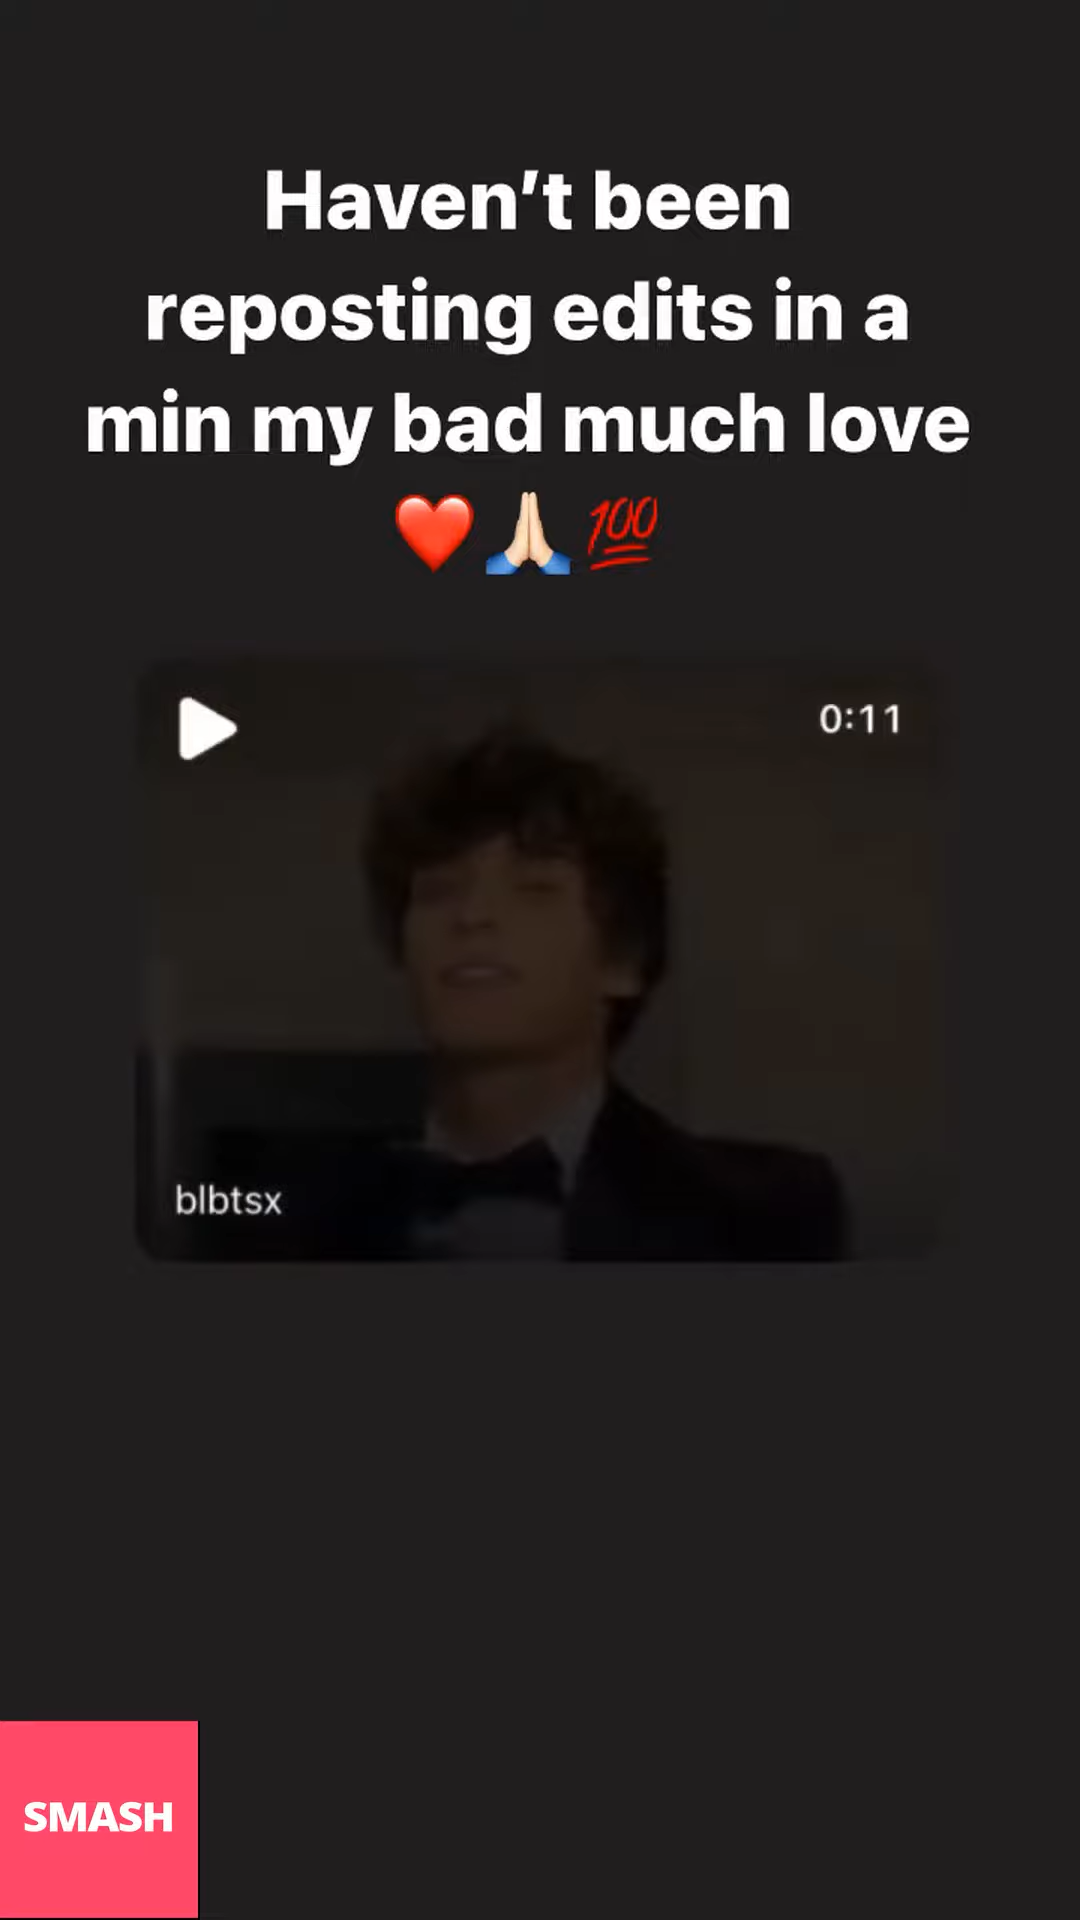 Haven’t been
reposting edits in a
min my bad much love
❤️🙏🏻💯
0:11
blbtsx
SMASH